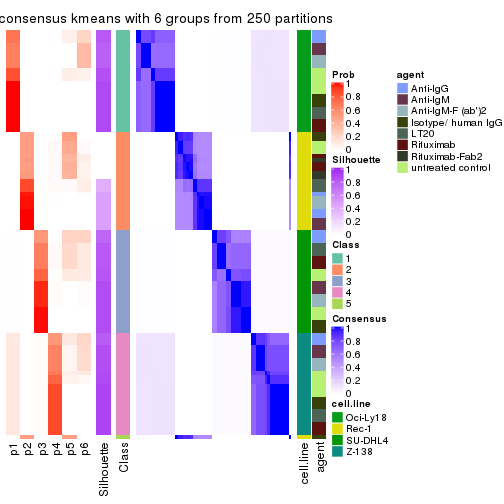 consensus kmeans with 6 groups from 250 partitions
Prob
1
0.8
0.6
0.4
0.2
0
Silhouette
1
0.8
0.6
0.4
0.2
0
Class
1
2
3
4
5
Consensus
1
0.8
0.6
0.4
0.2
0
cell.line
Oci-Ly18
Rec-1
SU-DHL4
Z-138
agent
Anti-IgG
Anti-IgM
Anti-IgM-F (ab')2
Isotype/ human IgG
LT20
Rituximab
Rituximab-Fab2
untreated control
p1
p2
p3
p4
p5
p6
Silhouette
Class
cell.line
agent